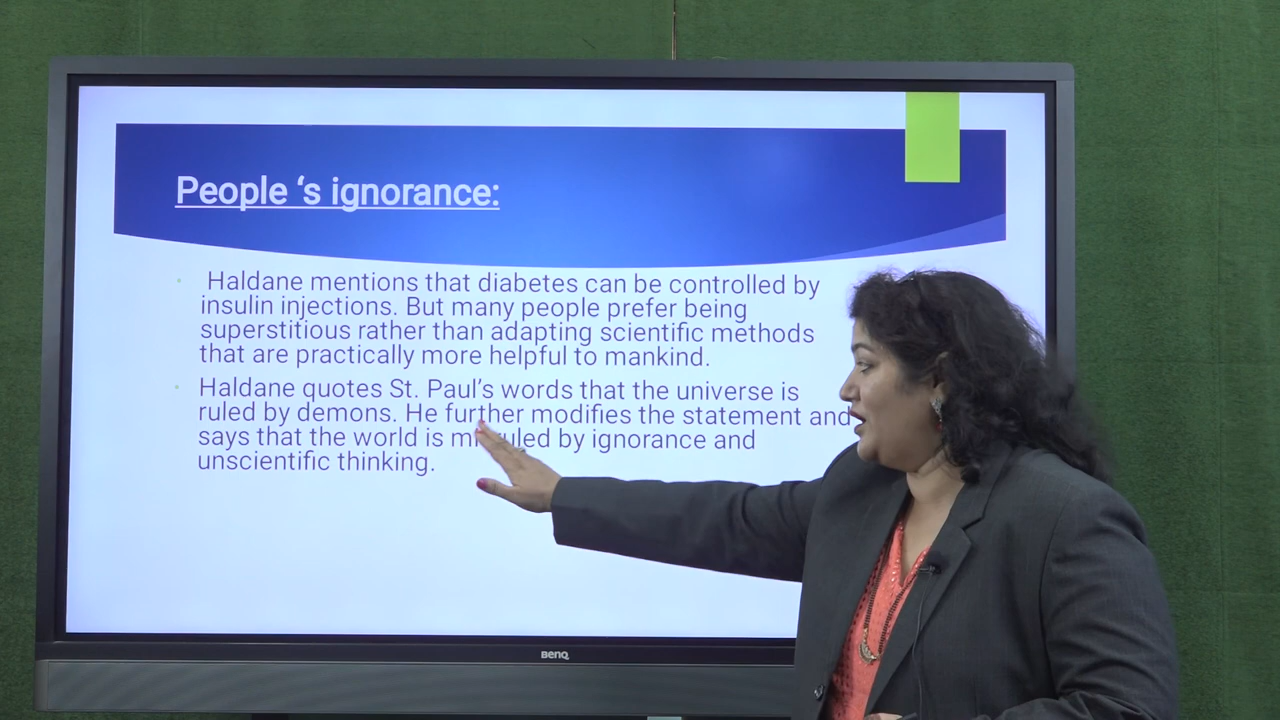 People ‘s ignorance:
Haldane mentions that diabetes can be controlled by
insulin injections. But many people prefer being
superstitious rather than adapting scientific methods
that are practically more helpful to mankind.
Haldane quotes St. Paul’s words that the universe is
ruled by demons. He further modifies the statement and
says that the world is by ignorance and
unscientific thinking.
BenQ